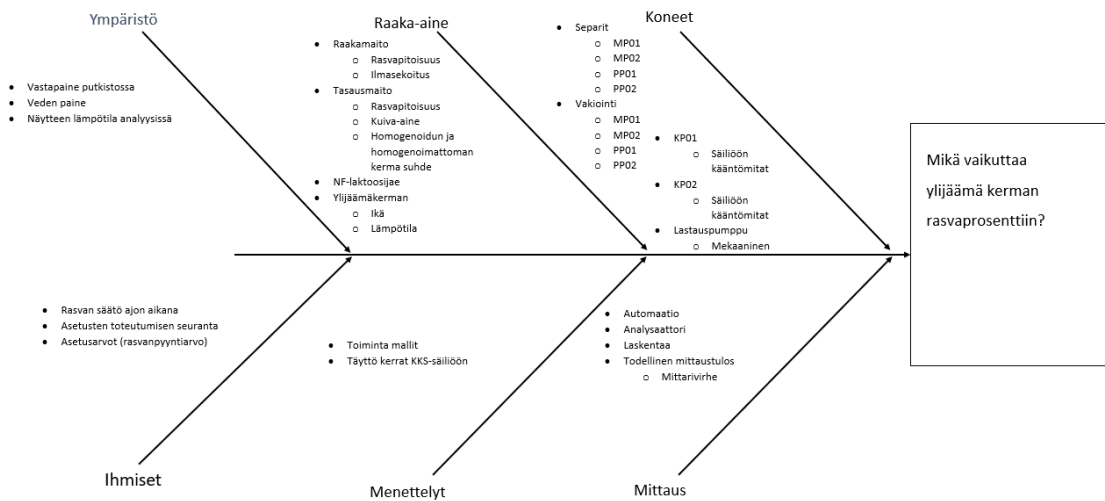 Ympäristö
• Vastapaine putkistossa
• Veden paine
• Näytteen lämpötila analyysissä
Raaka-aine
• Raakamaito
o Rasvapitoisuus
o Ilmasekoitus
• Tasausmaito
o Rasvapitoisuus
o Kuiva-aine
o Homogenoidun ja
homogenoimattoman
kerma suhde
• NF-laktoosijae
• Ylijäämäkerman
o Ikä
o Lämpötila
Koneet
• Separit
o MP01
o MP02
o PP01
o PP02
• Vakiointi
o MP01
o MP02
o PP01
o PP02
• KP01
o Säiliöön
kääntömitat
• KP02
o Säiliöön
kääntömitat
• Lastauspumppu
o Mekaaninen
Mikä vaikuttaa
ylijäämä kerman
rasvaprosenttiin?
• Rasvan säätö ajon aikana
• Asetusten toteutumisen seuranta
• Asetusarvot (rasvanpyyntiarvo)
Ihmiset
• Toiminta mallit
• Täyttö kerrat KKS-säiliöön
Menettelyt
• Automaatio
• Analysaattori
• Laskentaa
• Todellinen mittaustulos
o Mittarivirhe
Mittaus